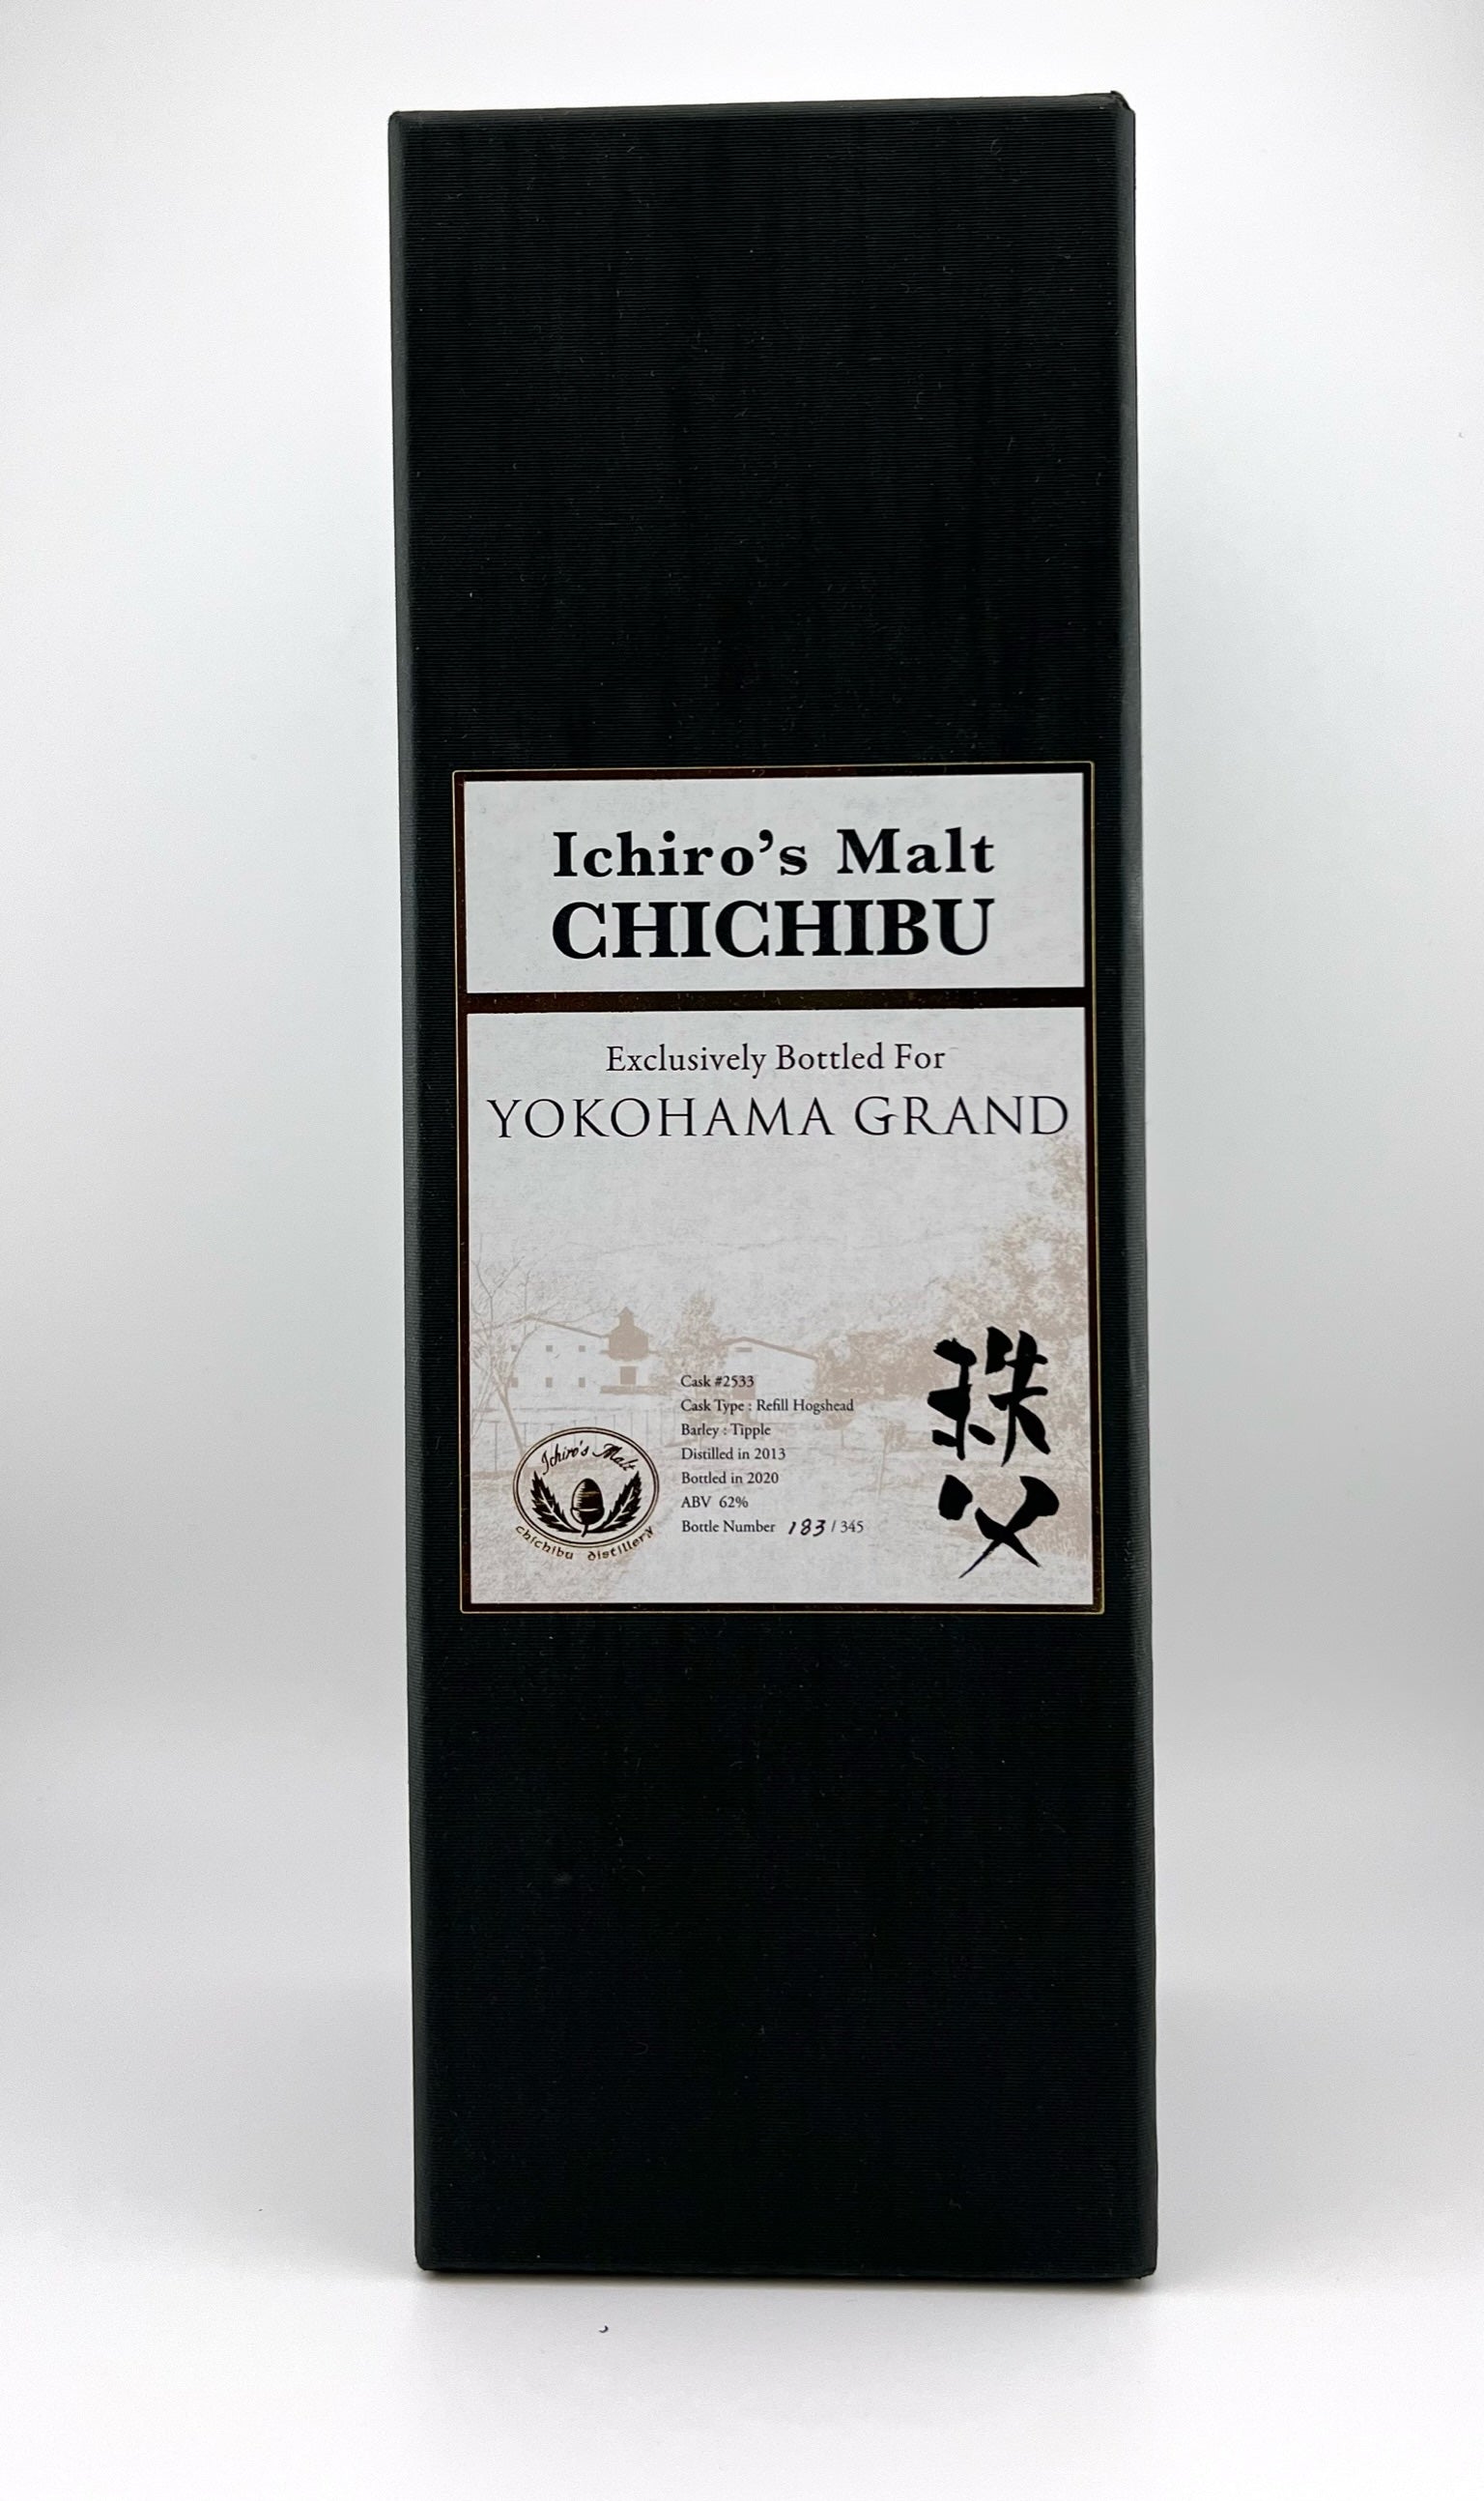 Ichiro's Malt
CHICHIBU
Exclusively Bottled For
YOKOHAMA GRAND
Cask #2533
Cask Type : Refill Hogshead
Barley : Tipple
Distilled in 2013
Bottled in 2020
ABV 62%
Bottle Number 183 / 345
Ichiro's Malt
chichibu distillery
秩父